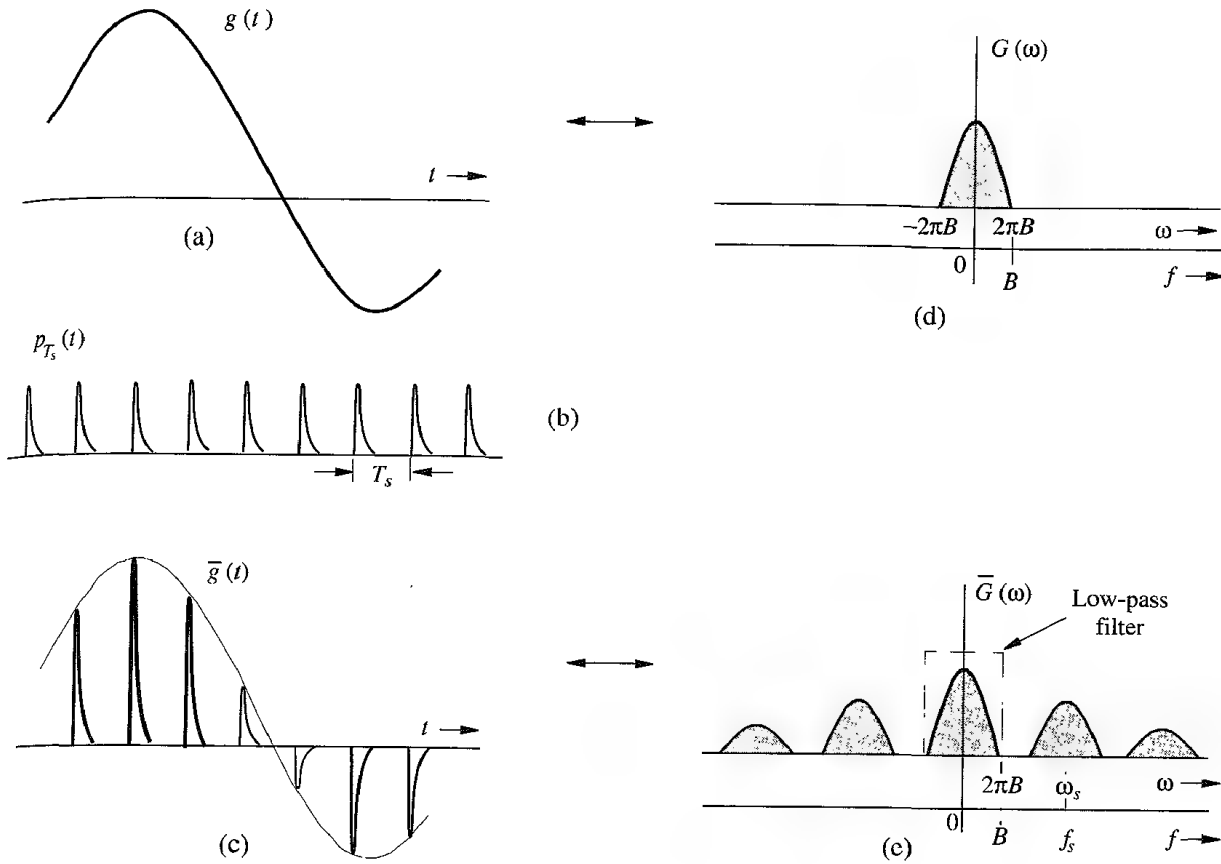 g (t)
t
(a)
G (ω)
−2πB 2πB ω
0 B f
(d)
p_{T_s} (t)
(b)
T_s
g̅ (t)
t
(c)
G̅ (ω)
Low-pass
filter
2πB ω_s ω
0 B f_s f
(e)